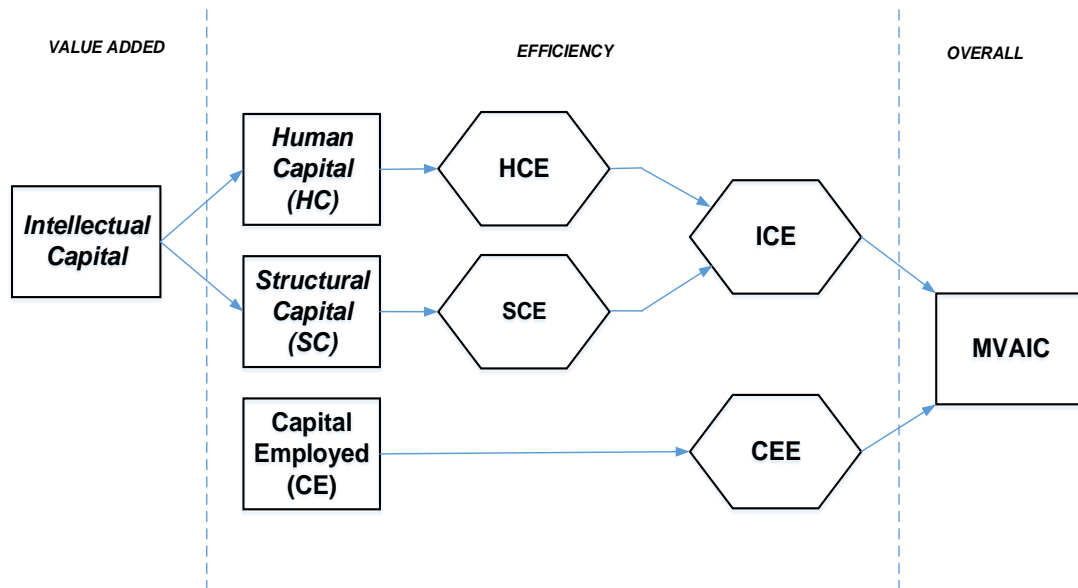 VALUE ADDED
EFFICIENCY
OVERALL
Human
Capital
(HC)
HCE
Intellectual
Capital
ICE
Structural
Capital
(SC)
SCE
MVAIC
Capital
Employed
(CE)
CEE